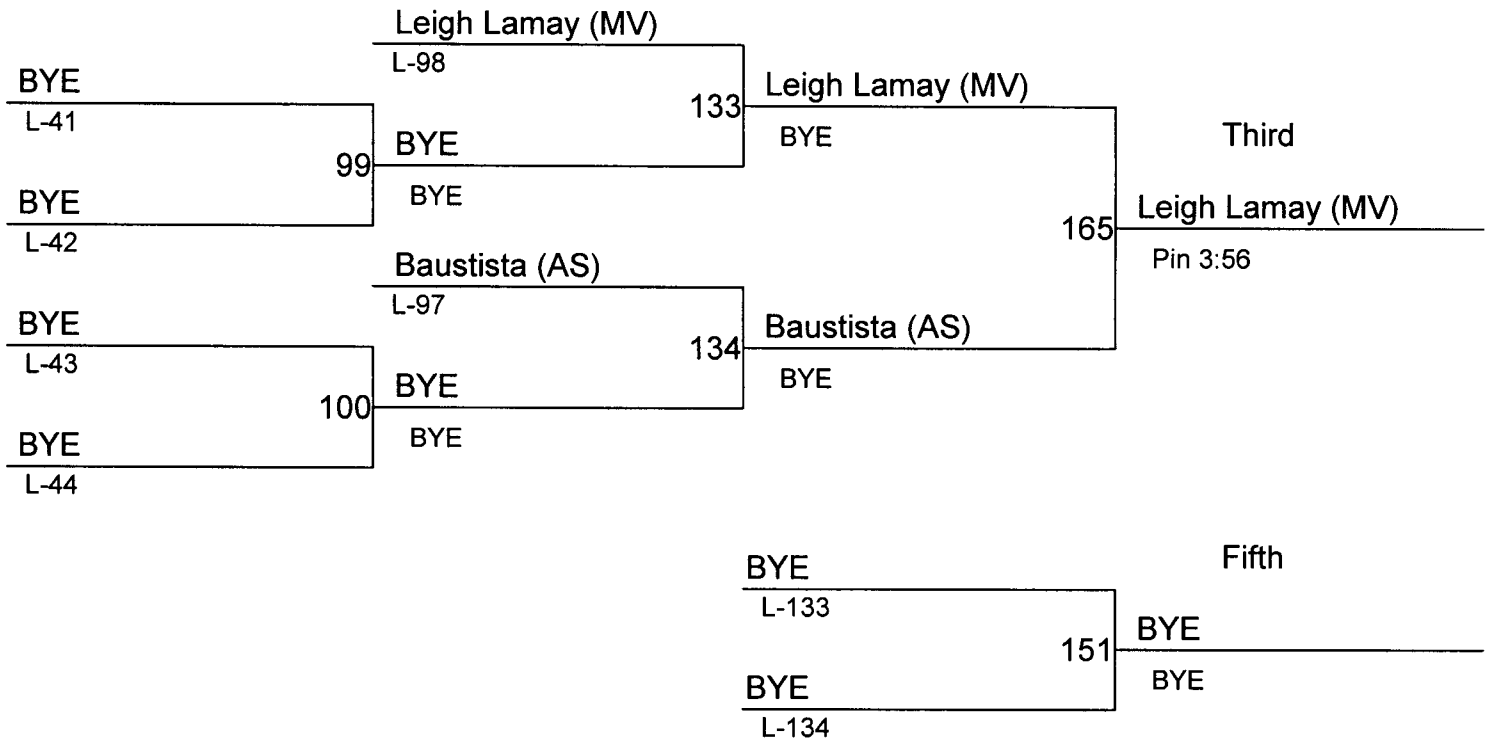 Leigh Lamay (MV)
L-98
BYE
L-41
133
Leigh Lamay (MV)
BYE
Third
99
BYE
BYE
BYE
L-42
165
Leigh Lamay (MV)
Pin 3:56
Baustista (AS)
L-97
BYE
L-43
134
Baustista (AS)
BYE
100
BYE
BYE
BYE
L-44
Fifth
BYE
L-133
151
BYE
BYE
BYE
L-134